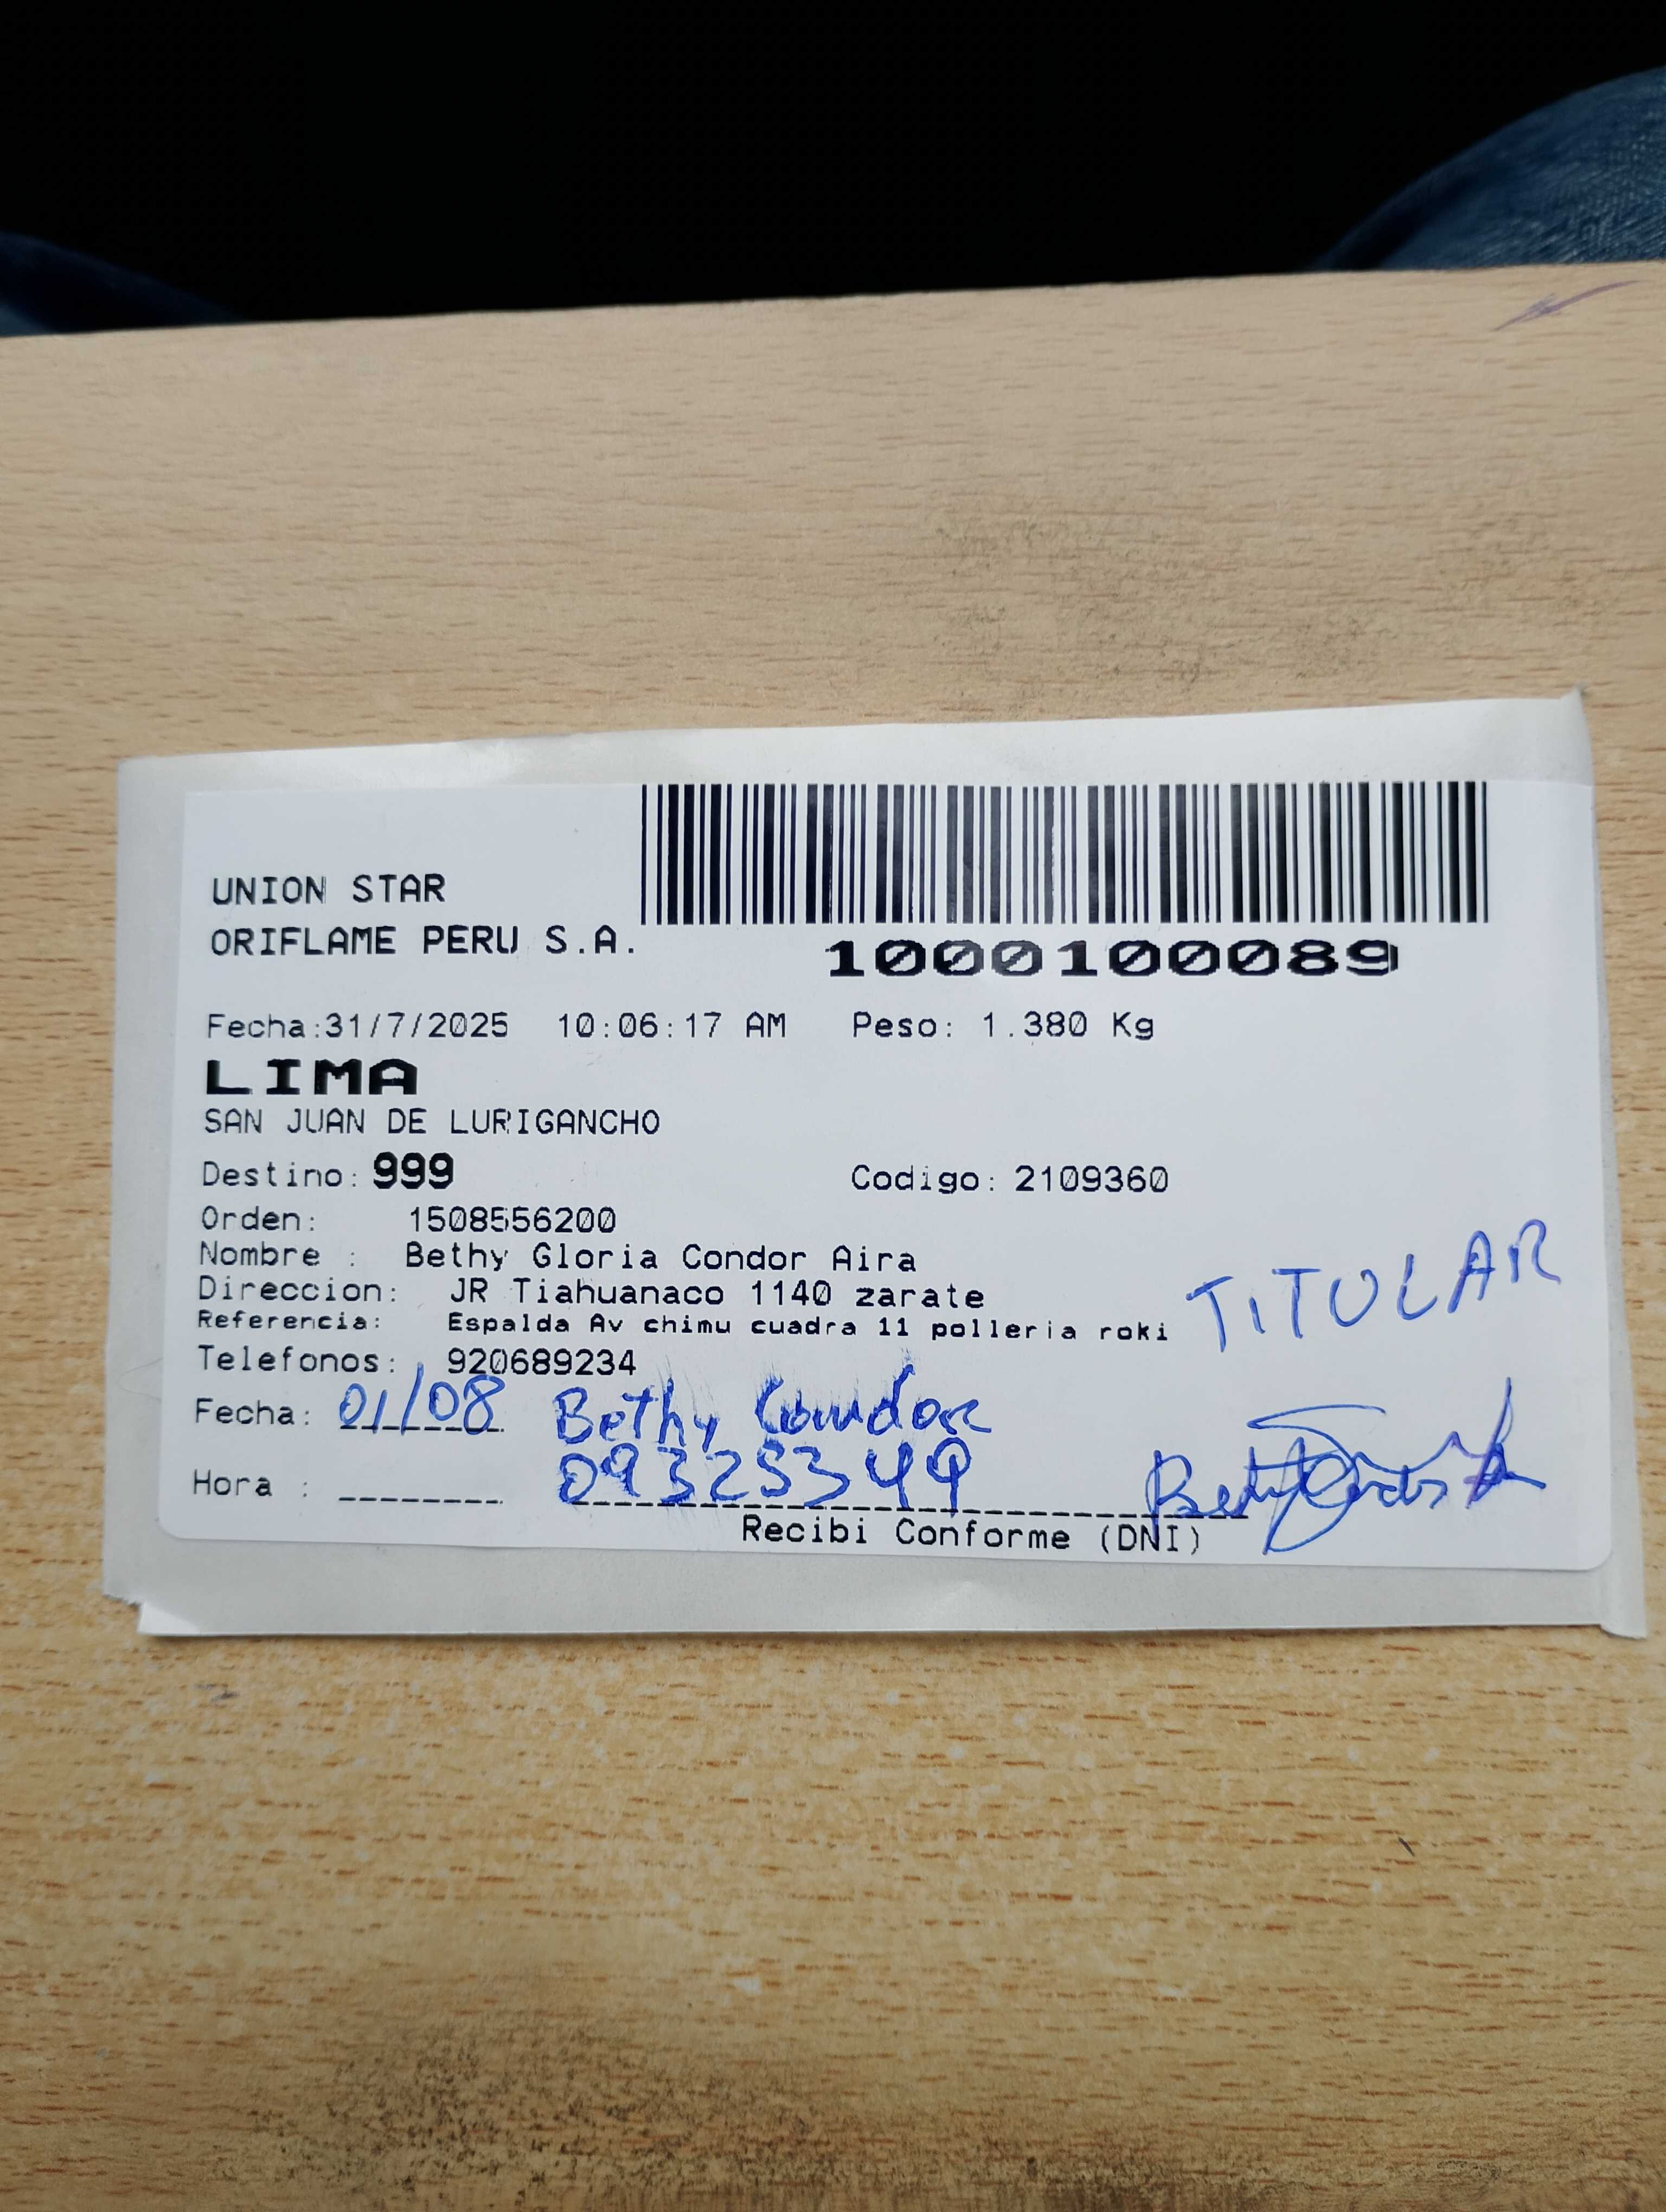 UNION STAR
ORIFLAME PERU S.A.
1000100089
Fecha:31/7/2025 10:06:17 AM Peso: 1.380 Kg
LIMA
SAN JUAN DE LURIGANCHO
Destino: 999 Codigo: 2109360
Orden: 1508556200
Nombre : Bethy Gloria Condor Aira
Direccion: JR Tiahuanaco 1140 zarate
Referencia: Espalda Av chimu cuadra 11 polleria roki
TITULAR
Telefonos: 920689234
Fecha: 01/08 Bethy Condor
Hora : 09325349
Recibi Conforme (DNI)